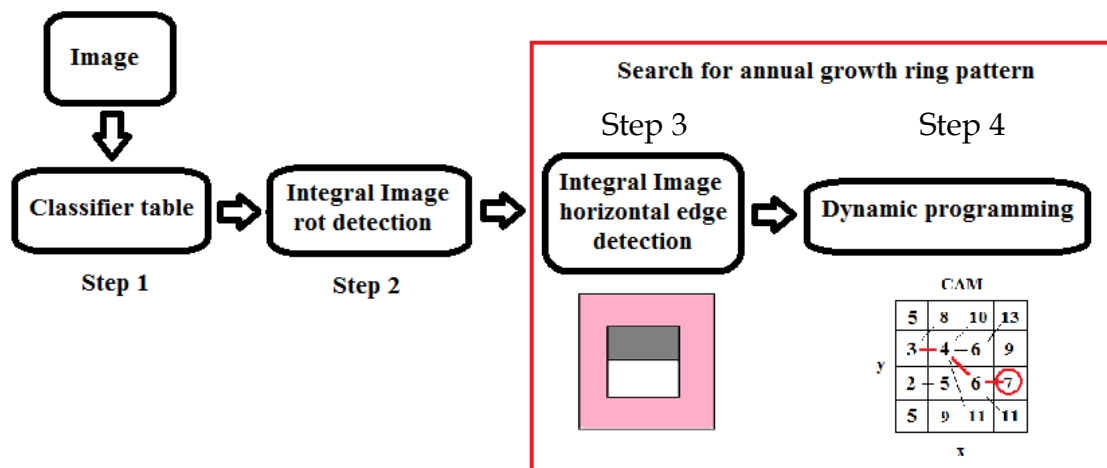 Image
Search for annual growth ring pattern
Step 3
Step 4
Classifier table
Integral Image
rot detection
Integral Image
horizontal edge
detection
Dynamic programming
Step 1
Step 2
CAM
5 8 10 13
3 4 6 9
y
2 5 6 7
5 9 11 11
x